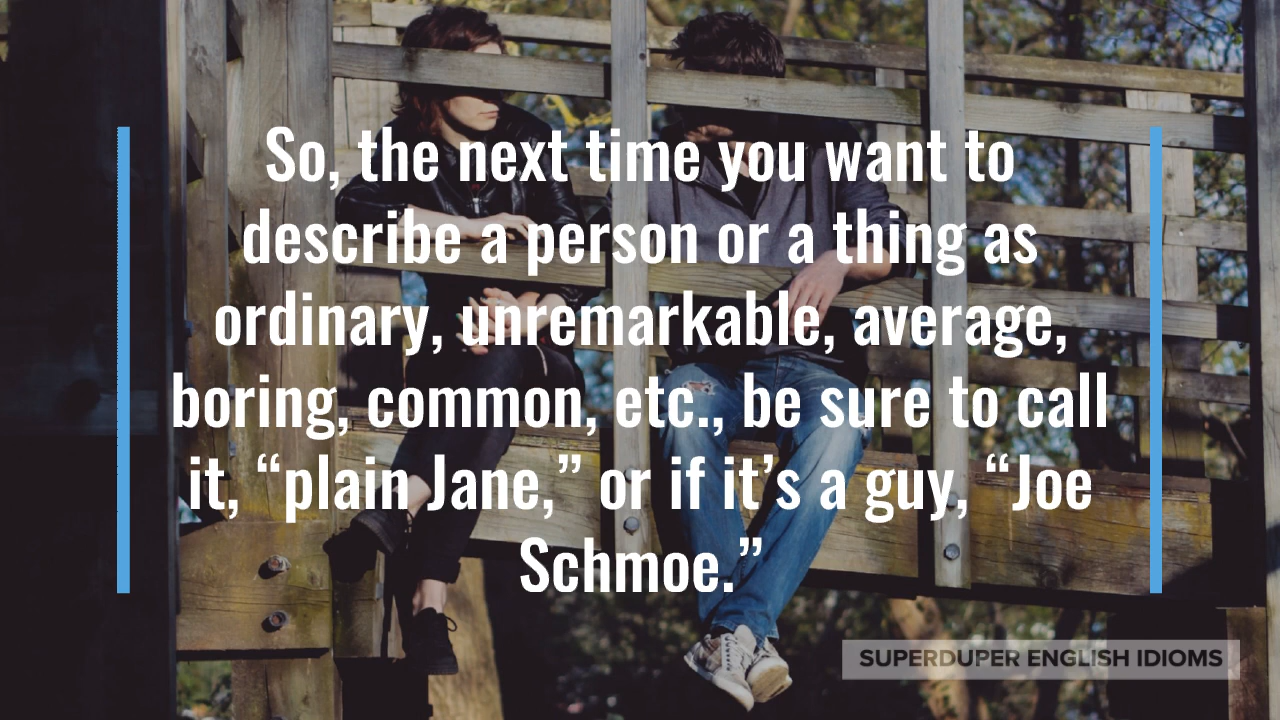 So, the next time you want to
describe a person or a thing as
ordinary, unremarkable, average,
boring, common, etc., be sure to call
it, “plain Jane,” or if it’s a guy, “Joe
Schmoe.”
SUPERDUPER ENGLISH IDIOMS